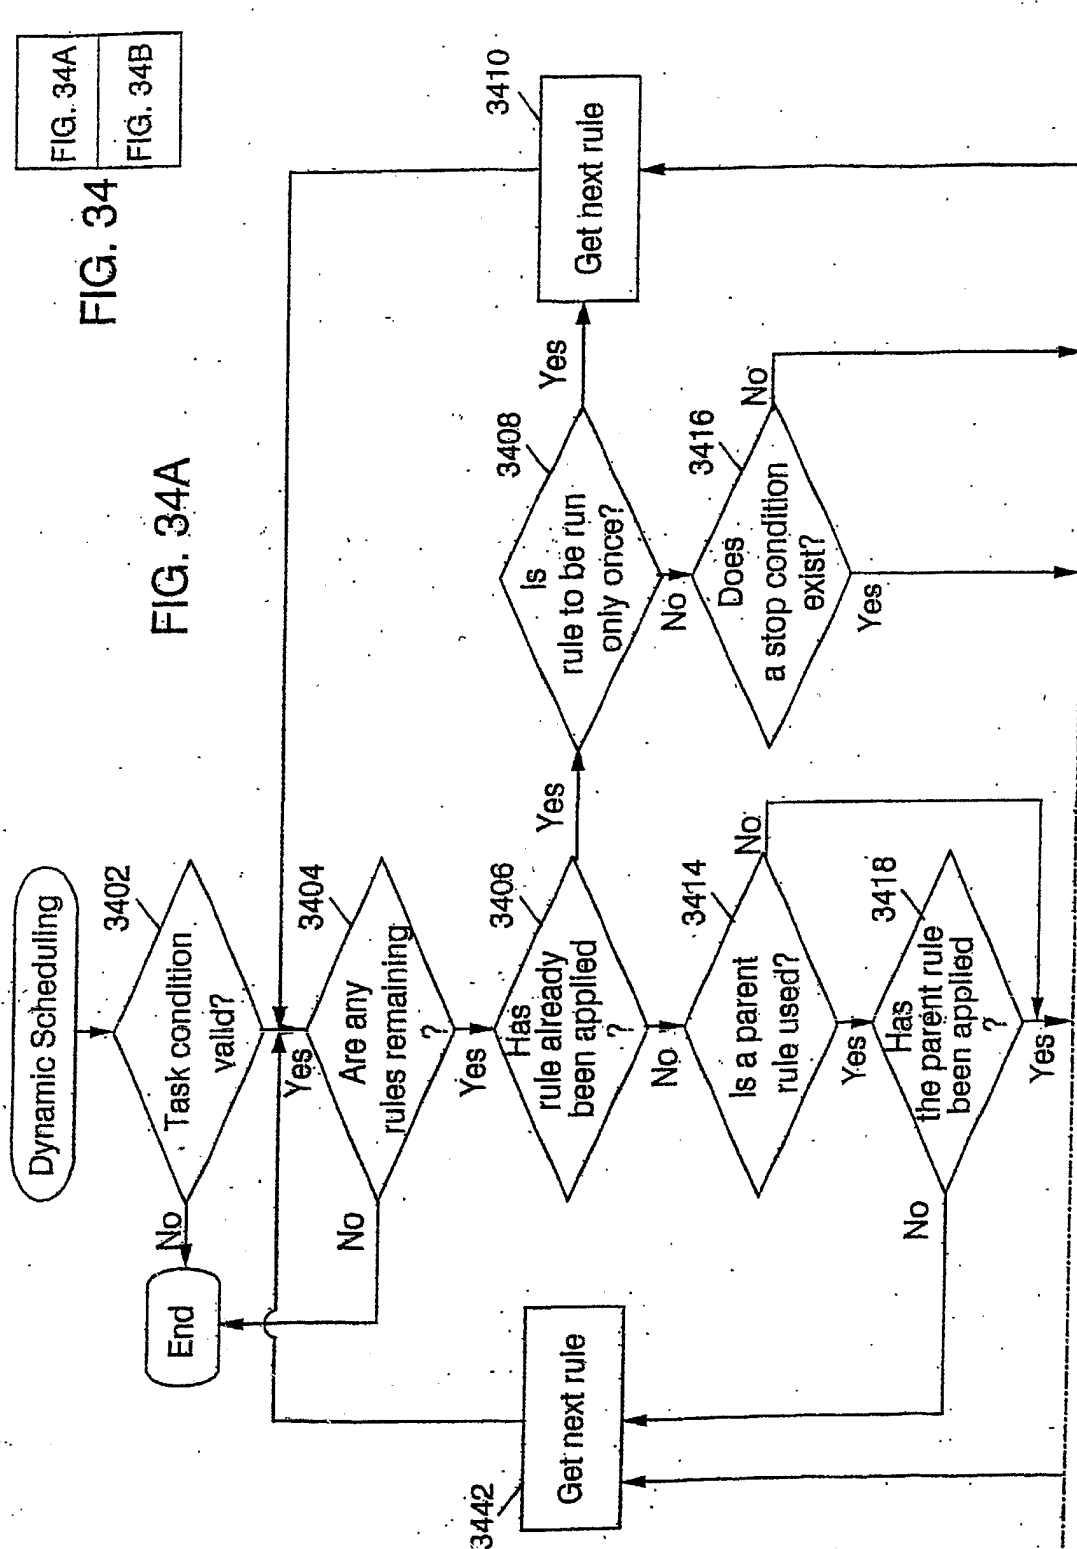 FIG. 34
FIG. 34A
FIG. 34B
FIG. 34A
Dynamic Scheduling
3402
Task condition
valid?
No
End
Yes
3404
Are any
rules remaining
?
No
Yes
3406
Has
rule already
been applied
?
Yes
3408
Is
rule to be run
only once?
Yes
3410
Get next rule
No
3416
Does
a stop condition
exist?
No
Yes
No
3414
Is a parent
rule used?
No
Yes
3418
Has
the parent rule
been applied
?
No
Yes
3442
Get next rule